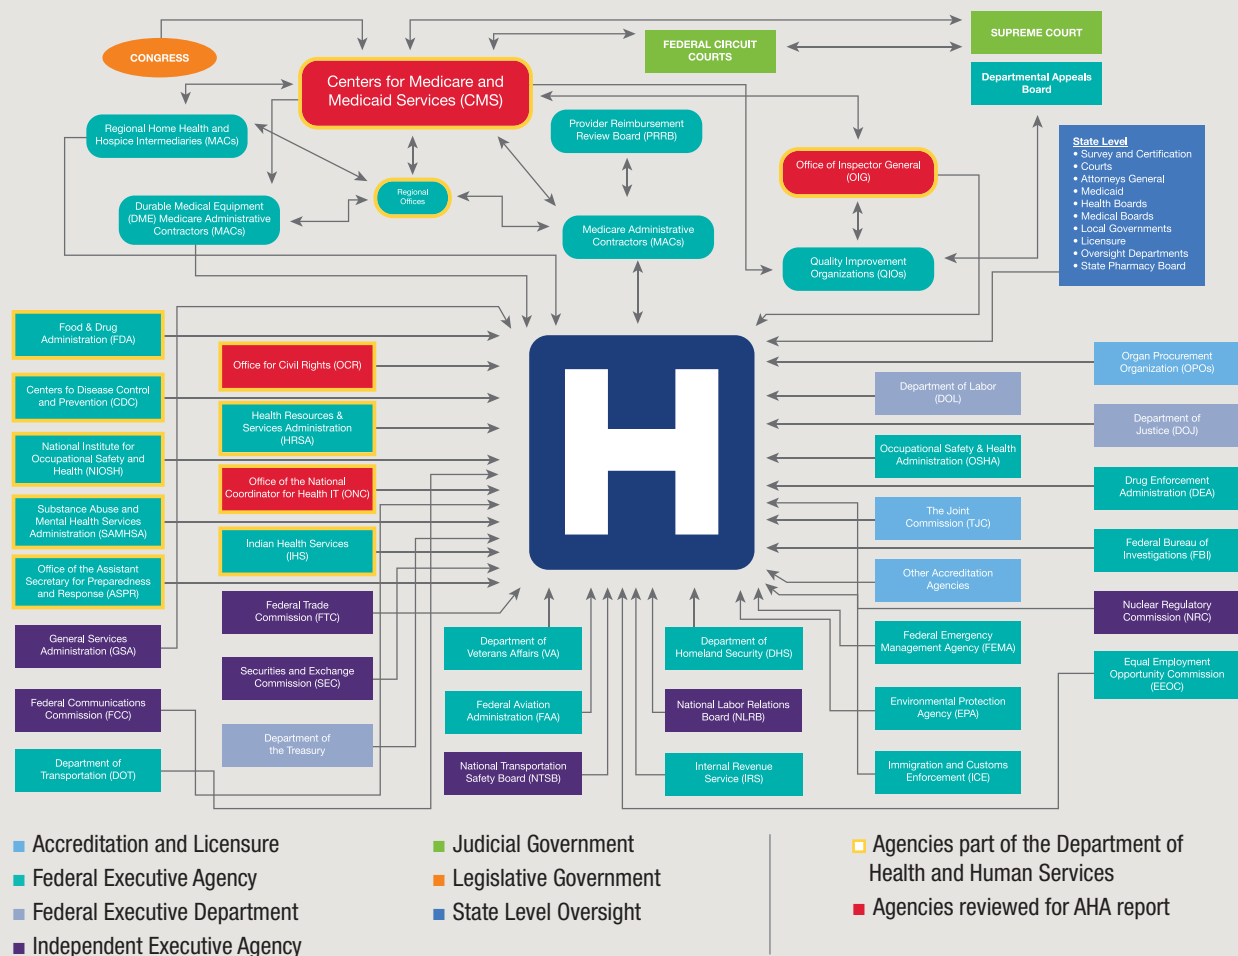 CONGRESS
Centers for Medicare and
Medicaid Services (CMS)
FEDERAL CIRCUIT
COURTS
SUPREME COURT
Departmental Appeals
Board
Regional Home Health and
Hospice Intermediaries (MACs)
Provider Reimbursement
Review Board (PRRB)
Office of Inspector General
(OIG)
State Level
• Survey and Certification
• Courts
• Attorneys General
• Medicaid
• Health Boards
• Medical Boards
• Local Governments
• Licensure
• Oversight Departments
• State Pharmacy Board
Regional
Offices
Durable Medical Equipment
(DME) Medicare Administrative
Contractors (MACs)
Medicare Administrative
Contractors (MACs)
Quality Improvement
Organizations (QIOs)
Food & Drug
Administration (FDA)
Centers fo Disease Control
and Prevention (CDC)
National Institute for
Occupational Safety and
Health (NIOSH)
Substance Abuse and
Mental Health Services
Administration (SAMHSA)
Office of the Assistant
Secretary for Preparedness
and Response (ASPR)
General Services
Administration (GSA)
Federal Communications
Commission (FCC)
Department of
Transportation (DOT)
Office for Civil Rights (OCR)
Health Resources &
Services Administration
(HRSA)
Office of the National
Coordinator for Health IT (ONC)
Indian Health Services
(IHS)
Federal Trade
Commission (FTC)
Securities and Exchange
Commission (SEC)
Department of
the Treasury
H
Department of
Veterans Affairs (VA)
Federal Aviation
Administration (FAA)
National Transportation
Safety Board (NTSB)
Department of
Homeland Security (DHS)
National Labor Relations
Board (NLRB)
Internal Revenue
Service (IRS)
Department of Labor
(DOL)
Occupational Safety & Health
Administration (OSHA)
The Joint
Commission (TJC)
Other Accreditation
Agencies
Federal Emergency
Management Agency (FEMA)
Environmental Protection
Agency (EPA)
Immigration and Customs
Enforcement (ICE)
Organ Procurement
Organization (OPOs)
Department of
Justice (DOJ)
Drug Enforcement
Administration (DEA)
Federal Bureau of
Investigations (FBI)
Nuclear Regulatory
Commission (NRC)
Equal Employment
Opportunity Commission
(EEOC)
Accreditation and Licensure
Federal Executive Agency
Federal Executive Department
Independent Executive Agency
Judicial Government
Legislative Government
State Level Oversight
Agencies part of the Department of
Health and Human Services
Agencies reviewed for AHA report